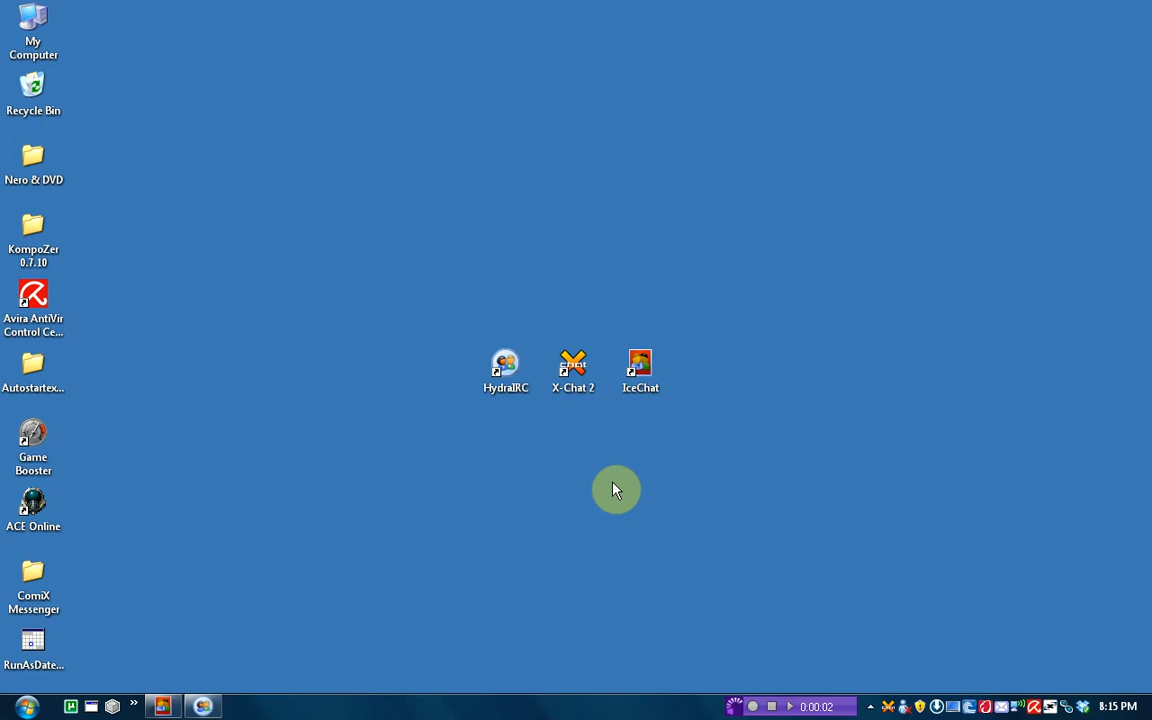 My
Computer
Recycle Bin
Nero & DVD
KompoZer
0.7.10
Avira AntiVir
Control Ce...
Autostartex...
Game
Booster
ACE Online
ComiX
Messenger
RunAsDate...
HydraIRC
X-Chat 2
IceChat
0:00:02
8:15 PM